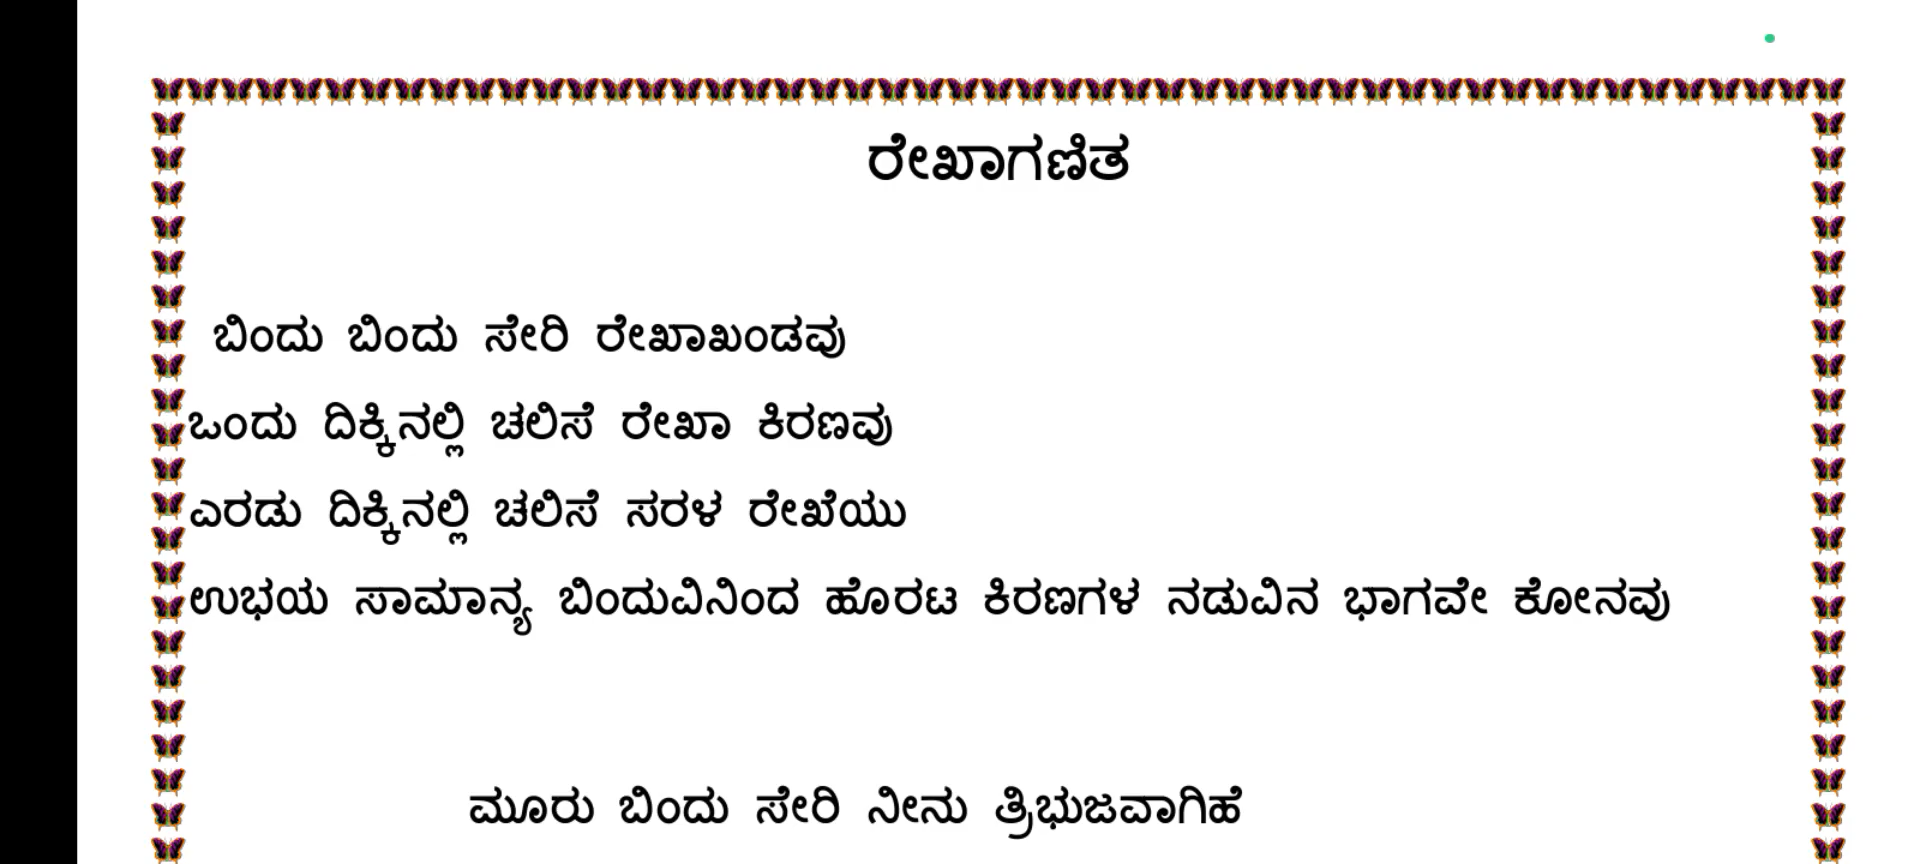 ರೇಖಾಗಣಿತ
ಬಿಂದು ಬಿಂದು ಸೇರಿ ರೇಖಾಖಂಡವು
ಒಂದು ದಿಕ್ಕಿನಲ್ಲಿ ಚಲಿಸೆ ರೇಖಾ ಕಿರಣವು
ಎರಡು ದಿಕ್ಕಿನಲ್ಲಿ ಚಲಿಸೆ ಸರಳ ರೇಖೆಯು
ಉಭಯ ಸಾಮಾನ್ಯ ಬಿಂದುವಿನಿಂದ ಹೊರಟ ಕಿರಣಗಳ ನಡುವಿನ ಭಾಗವೇ ಕೋನವು
ಮೂರು ಬಿಂದು ಸೇರಿ ನೀನು ತ್ರಿಭುಜವಾಗಿಹೆ